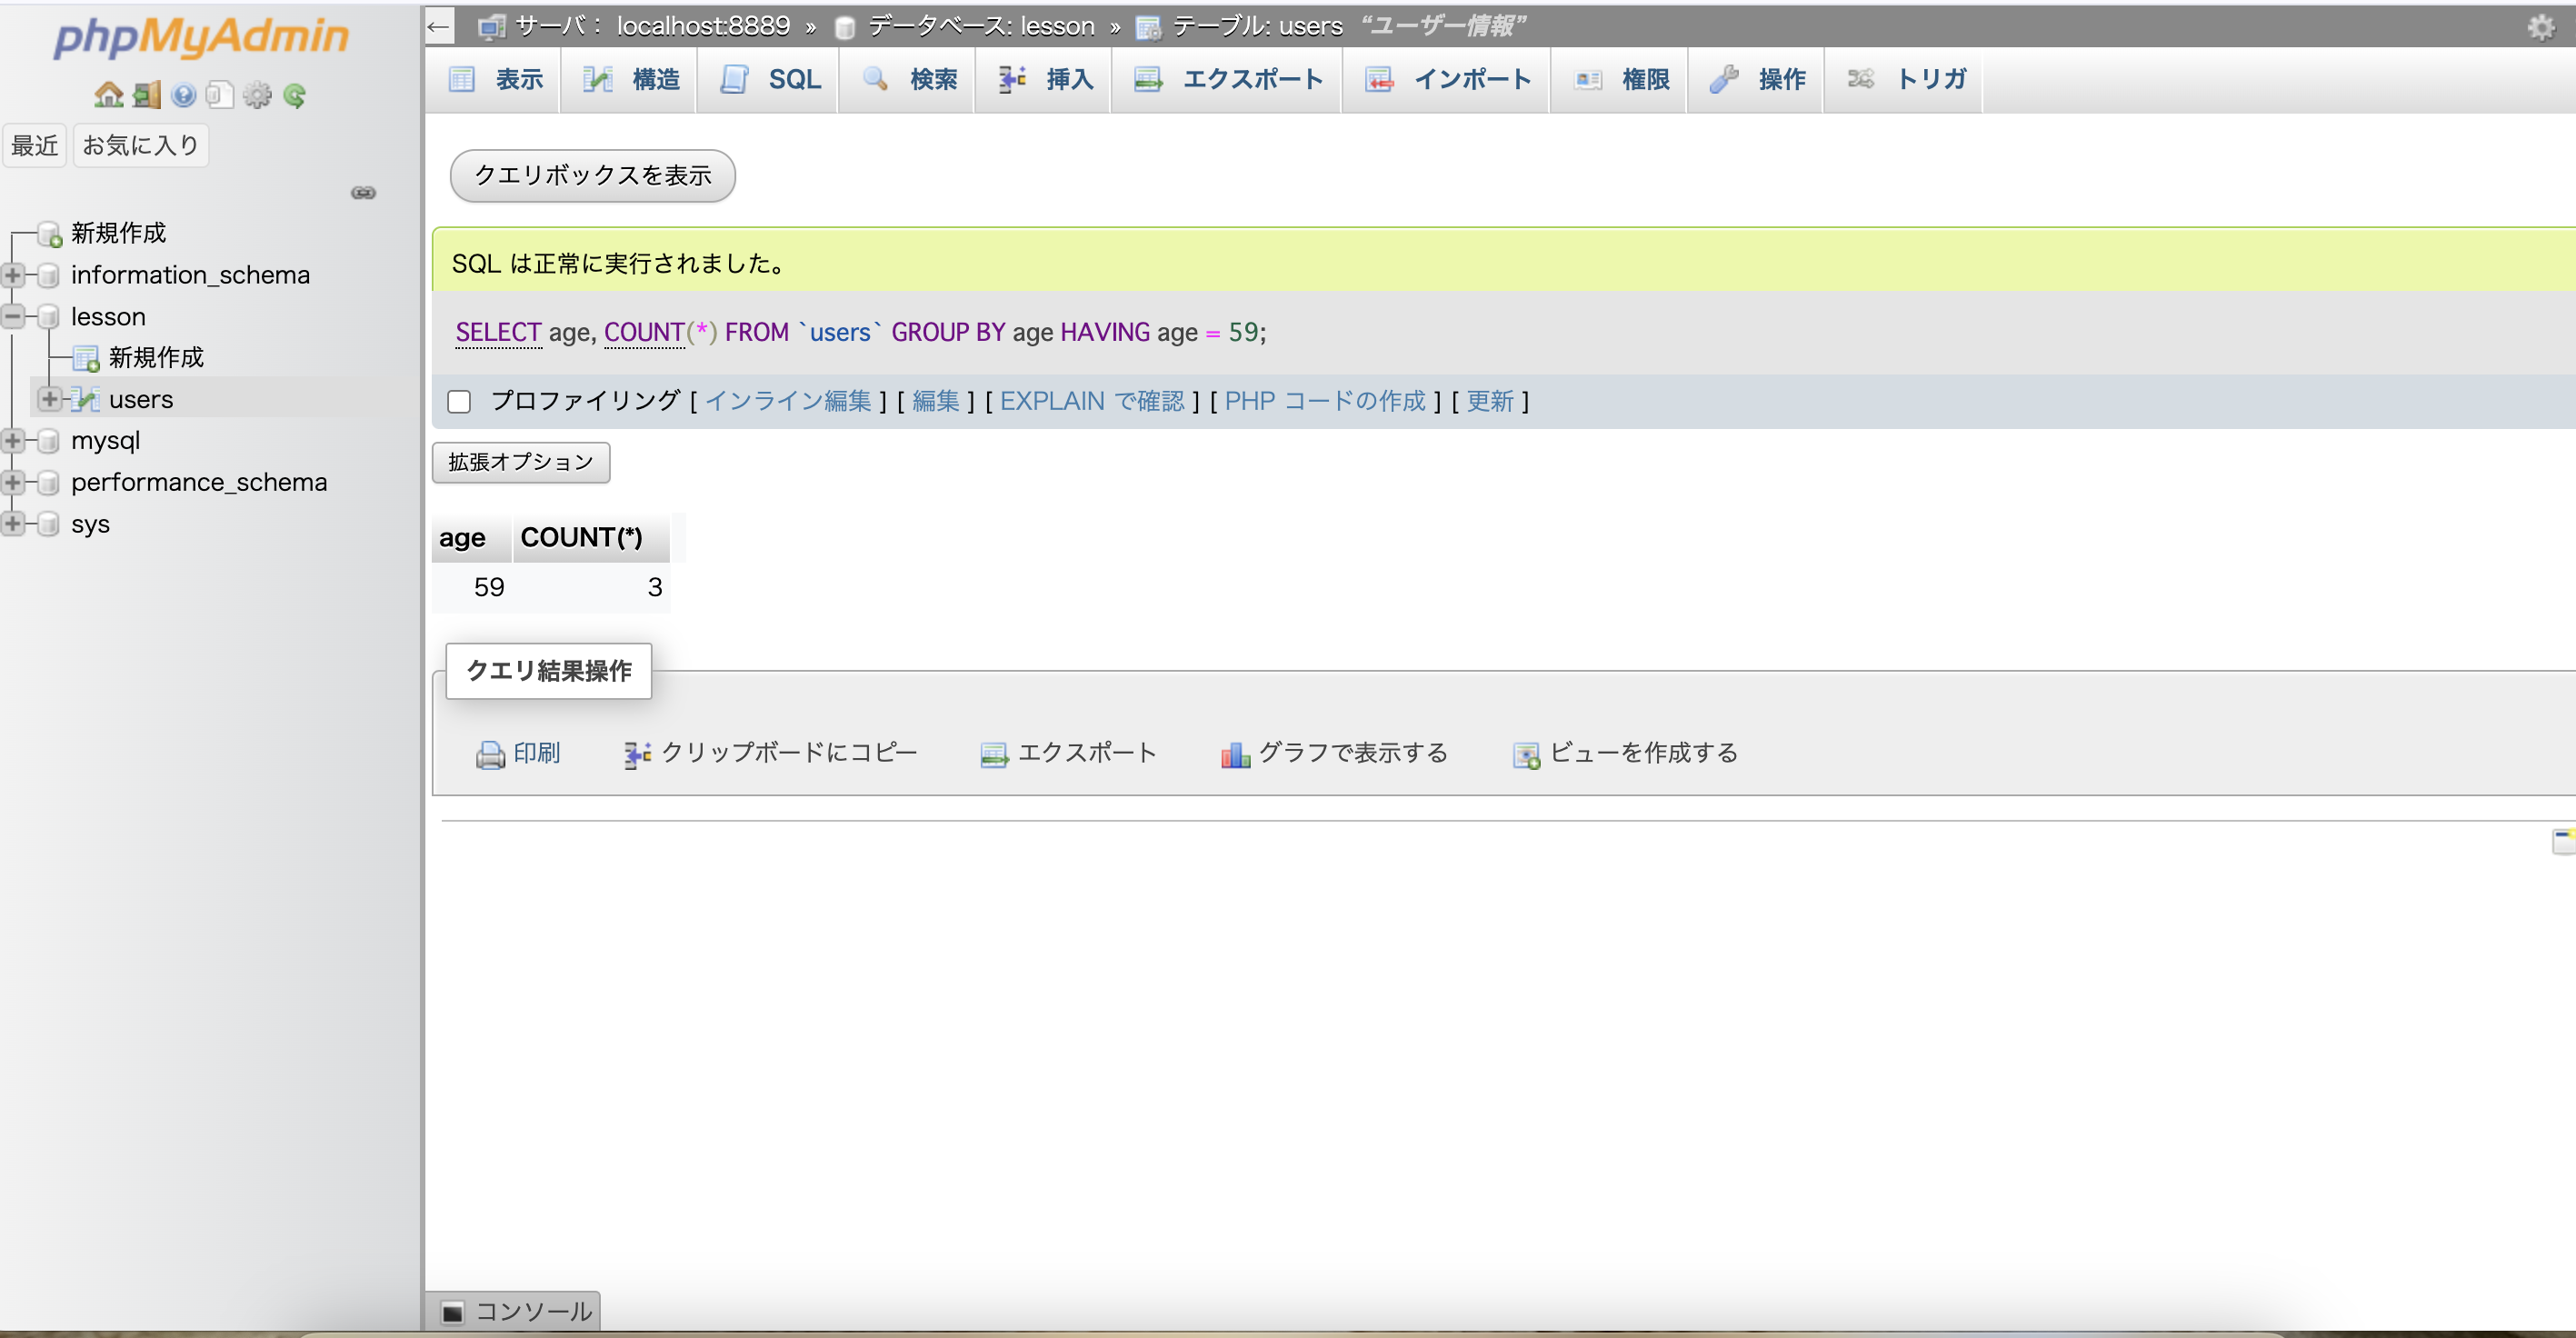 phpMyAdmin
最近 お気に入り
新規作成
information_schema
lesson
新規作成
users
mysql
performance_schema
sys
← サーバ： localhost:8889 » データベース: lesson » テーブル: users “ユーザー情報”
表示 構造 SQL 検索 挿入 エクスポート インポート 権限 操作 トリガ
クエリボックスを表示
SQL は正常に実行されました。
SELECT age, COUNT(*) FROM `users` GROUP BY age HAVING age = 59;
プロファイリング [ インライン編集 ] [ 編集 ] [ EXPLAIN で確認 ] [ PHP コードの作成 ] [ 更新 ]
拡張オプション
age COUNT(*)
59 3
クエリ結果操作
印刷 クリップボードにコピー エクスポート グラフで表示する ビューを作成する
コンソール